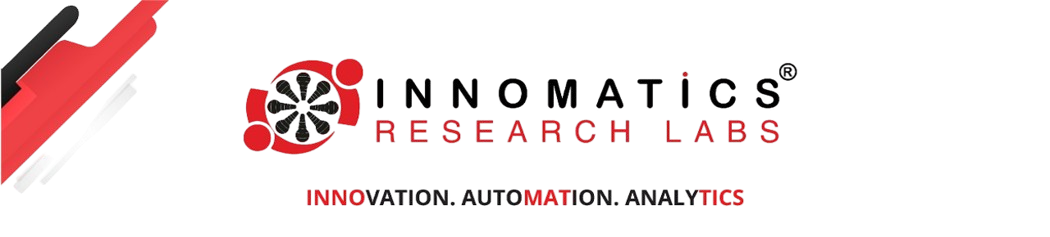 INNOMATiCS®
RESEARCH LABS
INNOVATION. AUTOMATION. ANALYTICS